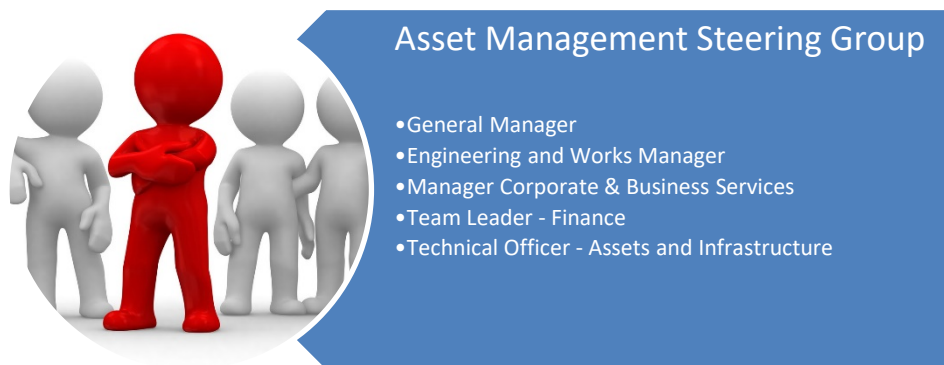 Asset Management Steering Group
•General Manager
•Engineering and Works Manager
•Manager Corporate & Business Services
•Team Leader - Finance
•Technical Officer - Assets and Infrastructure